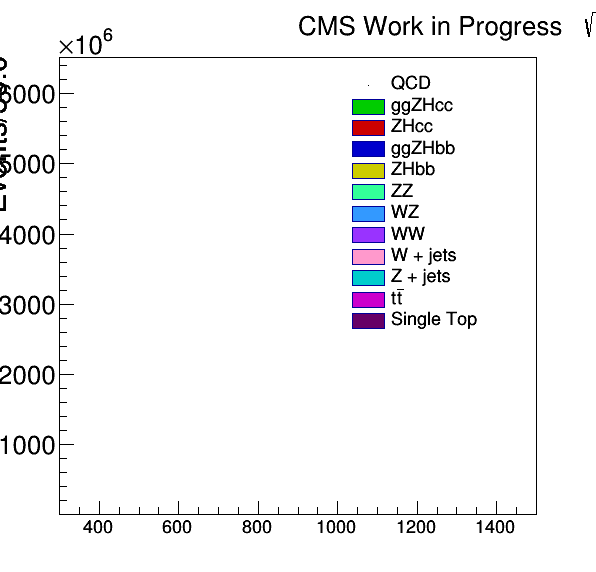 CMS Work in Progress √
×10⁶
6000
5000
4000
3000
2000
1000
QCD
ggZHcc
ZHcc
ggZHbb
ZHbb
ZZ
WZ
WW
W + jets
Z + jets
tt̄
Single Top
400 600 800 1000 1200 1400